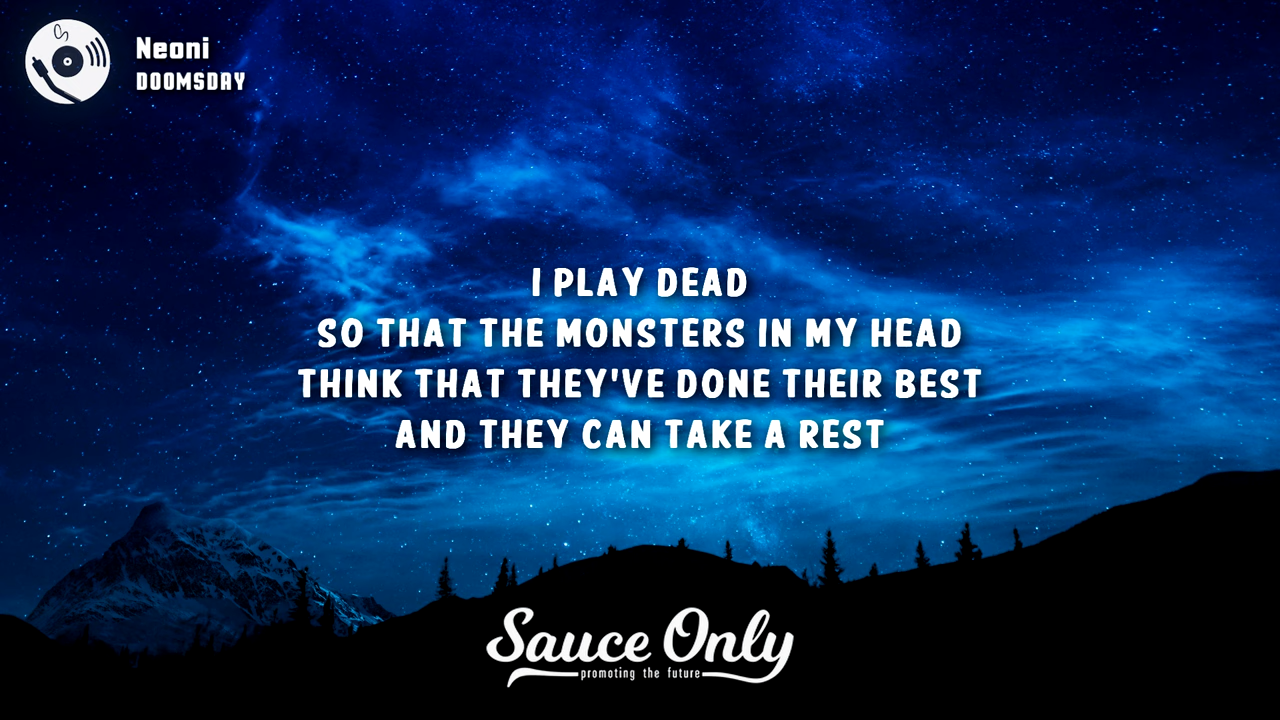 Neoni
DOOMSDAY
I PLAY DEAD
SO THAT THE MONSTERS IN MY HEAD
THINK THAT THEY'VE DONE THEIR BEST
AND THEY CAN TAKE A REST
Sauce Only
promoting the future